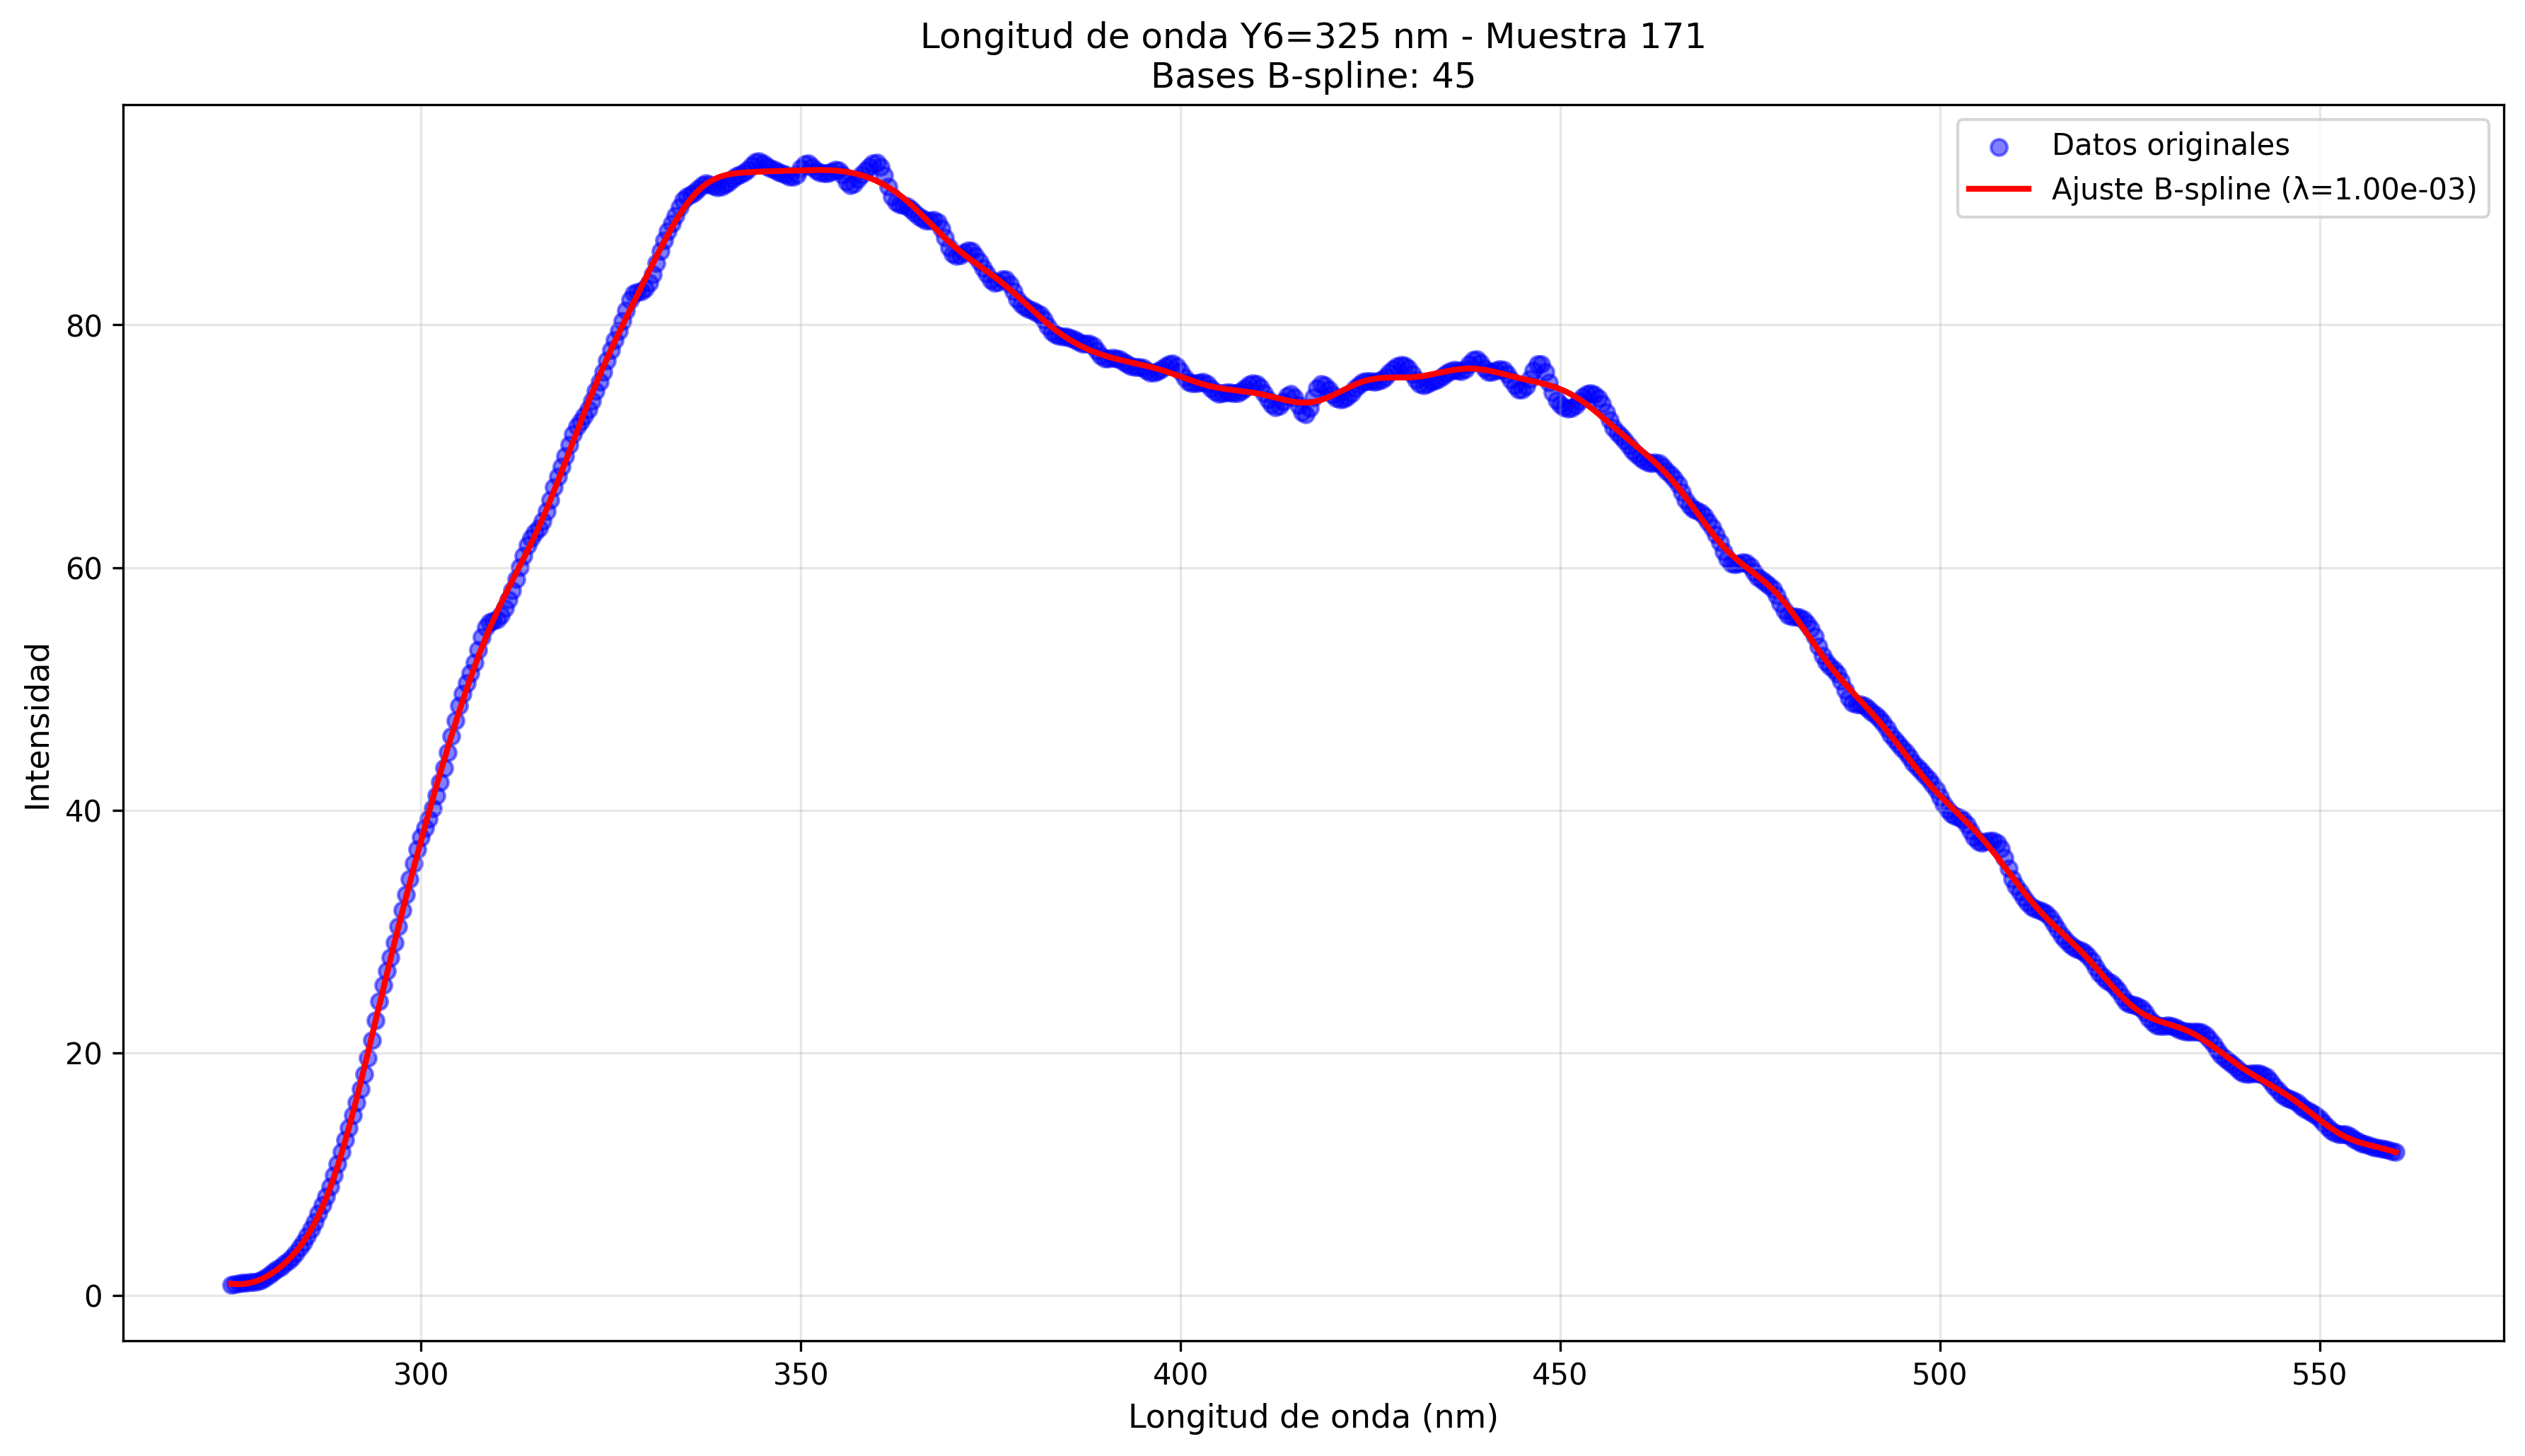 Longitud de onda Y6=325 nm - Muestra 171
Bases B-spline: 45
Datos originales
Ajuste B-spline (λ=1.00e-03)
Intensidad
80
60
40
20
0
300 350 400 450 500 550
Longitud de onda (nm)